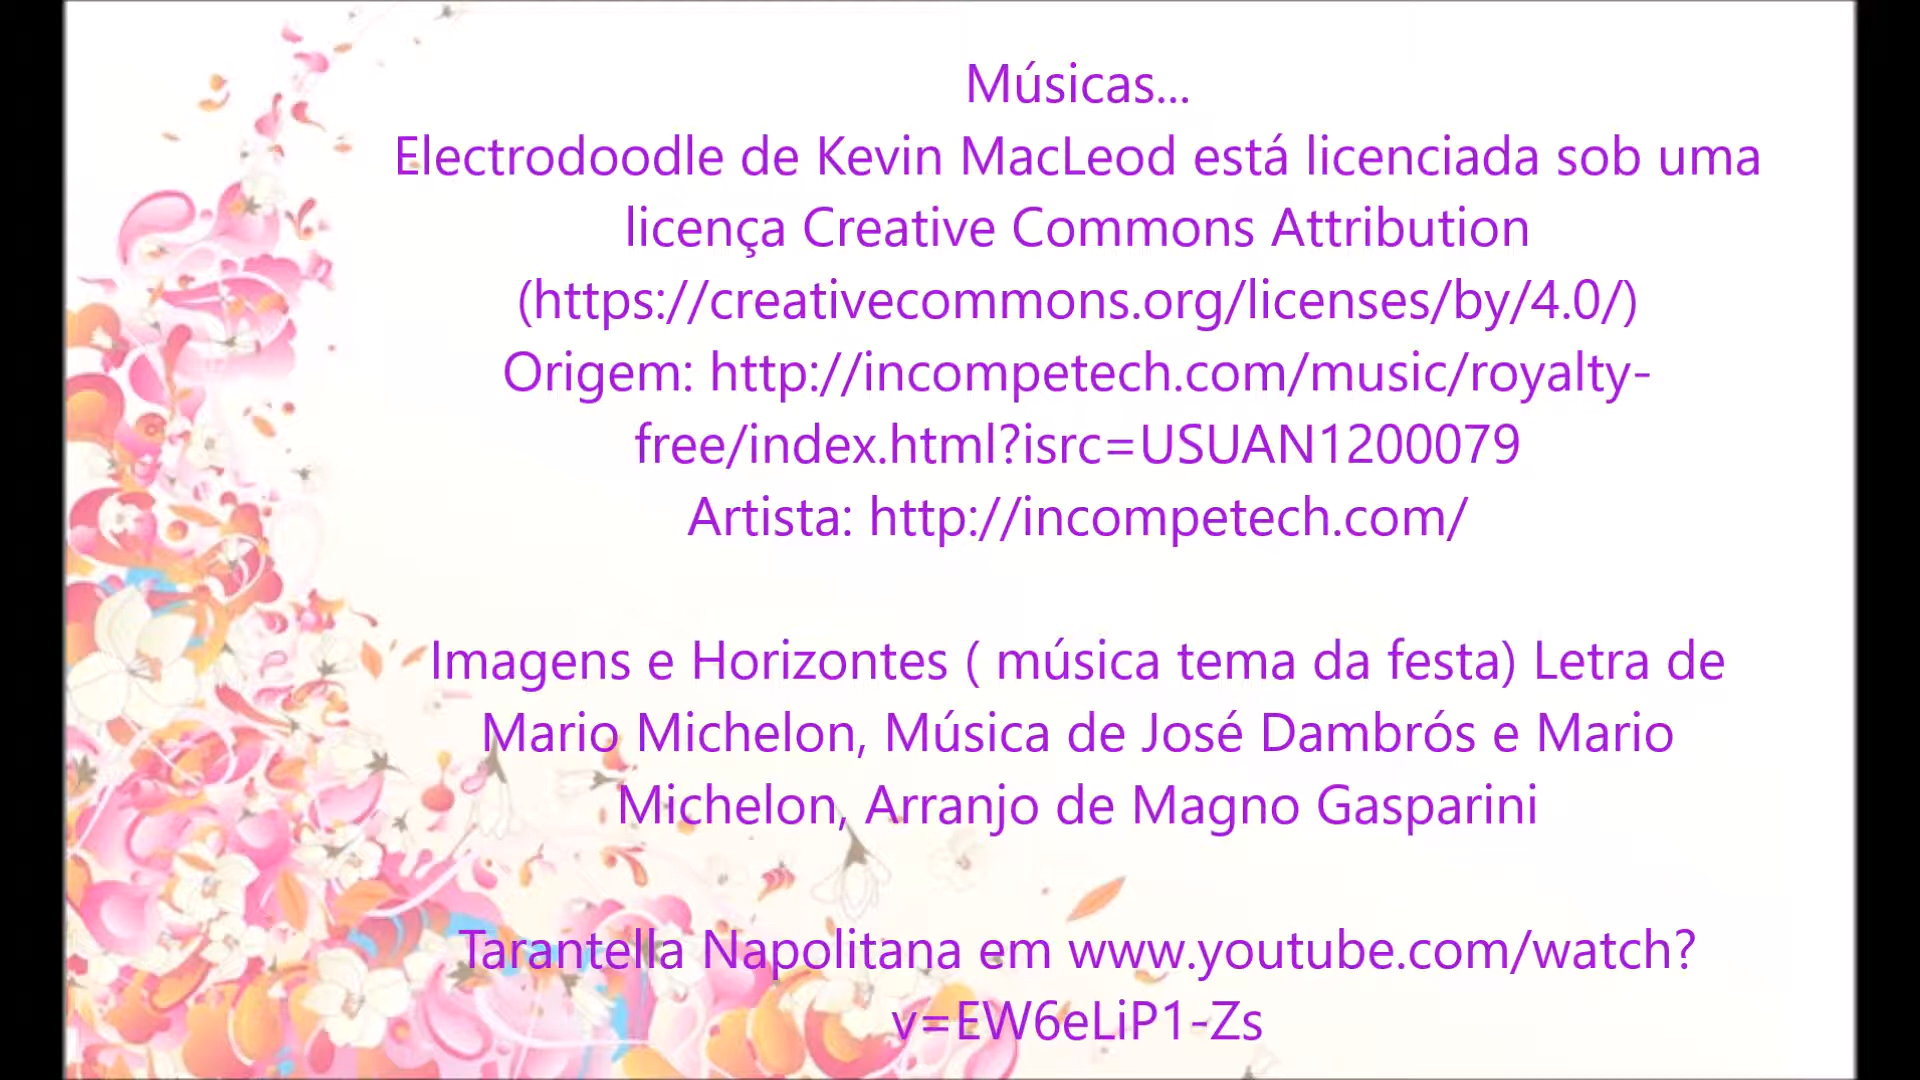 Músicas...
Electrodoodle de Kevin MacLeod está licenciada sob uma
licença Creative Commons Attribution
(https://creativecommons.org/licenses/by/4.0/)
Origem: http://incompetech.com/music/royalty-
free/index.html?isrc=USUAN1200079
Artista: http://incompetech.com/
Imagens e Horizontes ( música tema da festa) Letra de
Mario Michelon, Música de José Dambrós e Mario
Michelon, Arranjo de Magno Gasparini
Tarantella Napolitana em www.youtube.com/watch?
v=EW6eLiP1-Zs